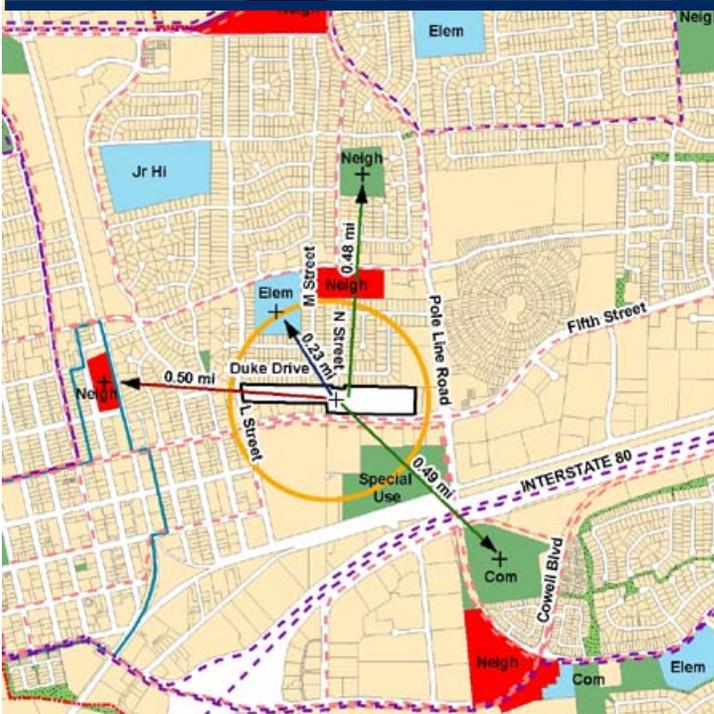 Neigh
Elem
Neig
Jr Hi
Neigh
0.48 mi
M Street
Elem
Neigh
N Street
Pole Line Road
Fifth Street
0.23 mi
Duke Drive
0.50 mi
Neigh
L Street
Special
Use
0.49 mi
INTERSTATE 80
Com
Cowell Blvd
Neigh
Com
Elem